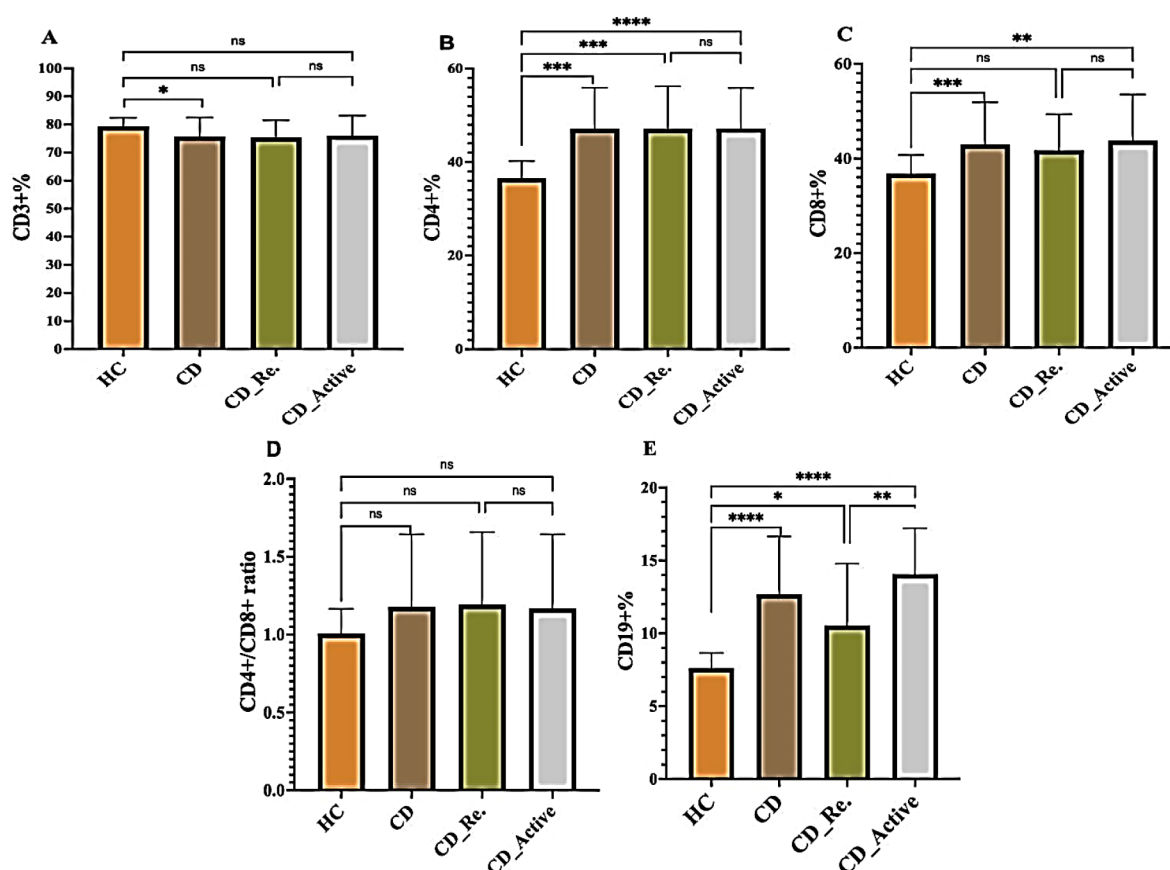 A
ns
ns
ns
*
CD3+%
100
90
80
70
60
50
40
30
20
10
0
HC
CD
CD_Re.
CD_Active
B
****
***
ns
***
CD4+%
60
40
20
0
HC
CD
CD_Re.
CD_Active
C
**
ns
ns
***
CD8+%
60
40
20
0
HC
CD
CD_Re.
CD_Active
D
ns
ns
ns
ns
CD4+/CD8+ ratio
2.0
1.5
1.0
0.5
0.0
HC
CD
CD_Re.
CD_Active
E
****
*
**
****
CD19+%
20
15
10
5
0
HC
CD
CD_Re.
CD_Active